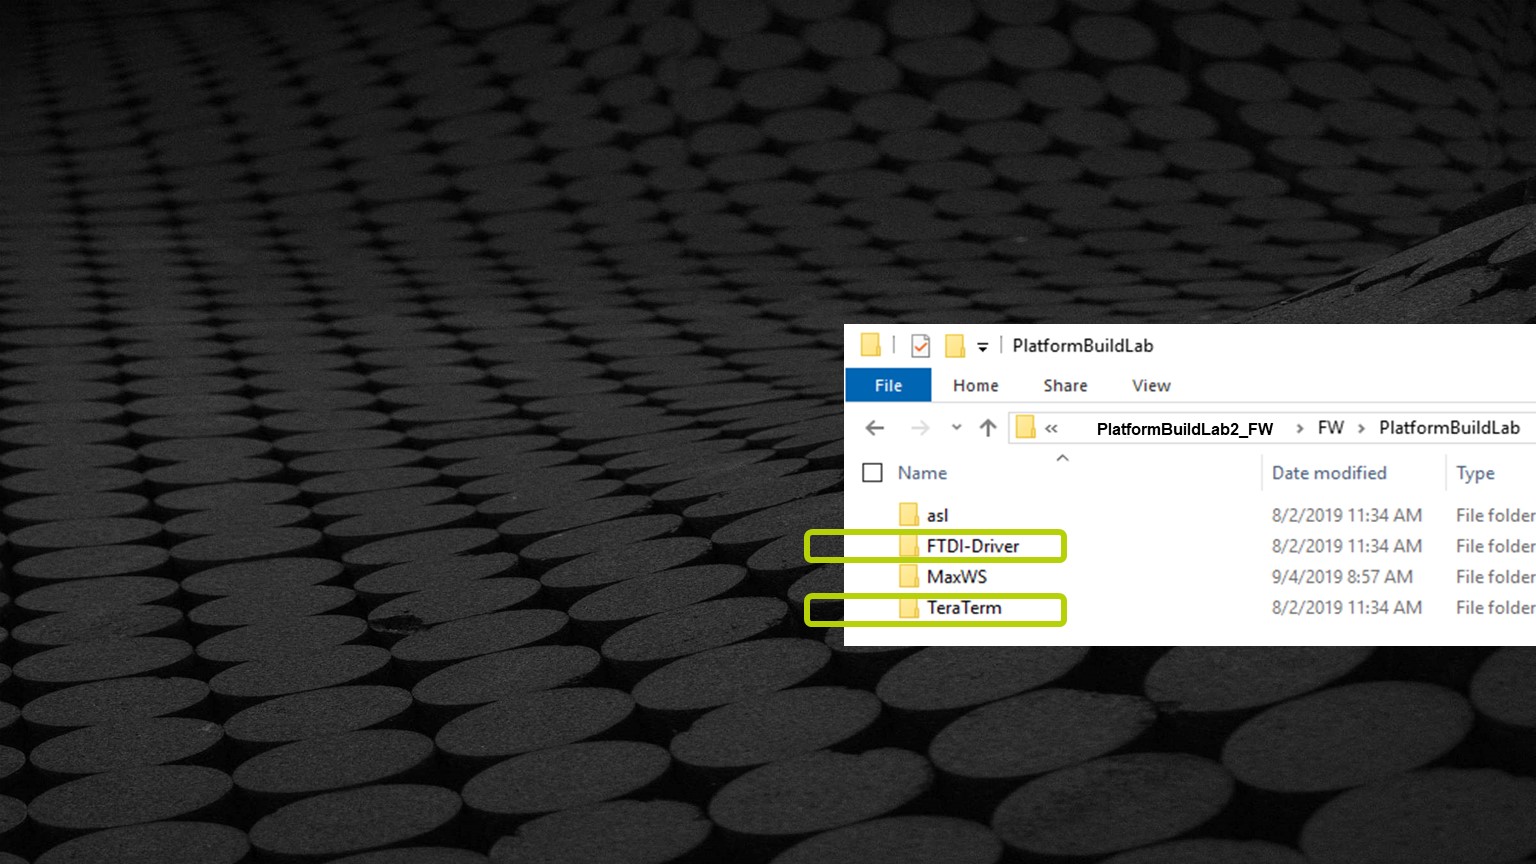 PlatformBuildLab
File Home Share View
« PlatformBuildLab2_FW > FW > PlatformBuildLab
Name Date modified Type
asl 8/2/2019 11:34 AM File folder
FTDI-Driver 8/2/2019 11:34 AM File folder
MaxWS 9/4/2019 8:57 AM File folder
TeraTerm 8/2/2019 11:34 AM File folder